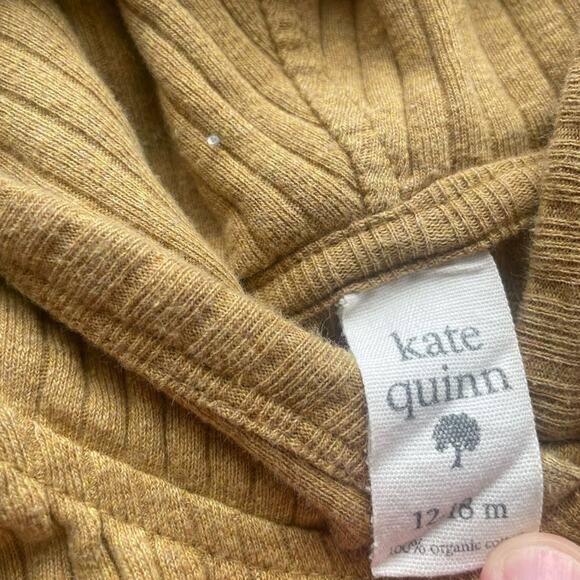 kate
quinn
12-18 m
100% organic